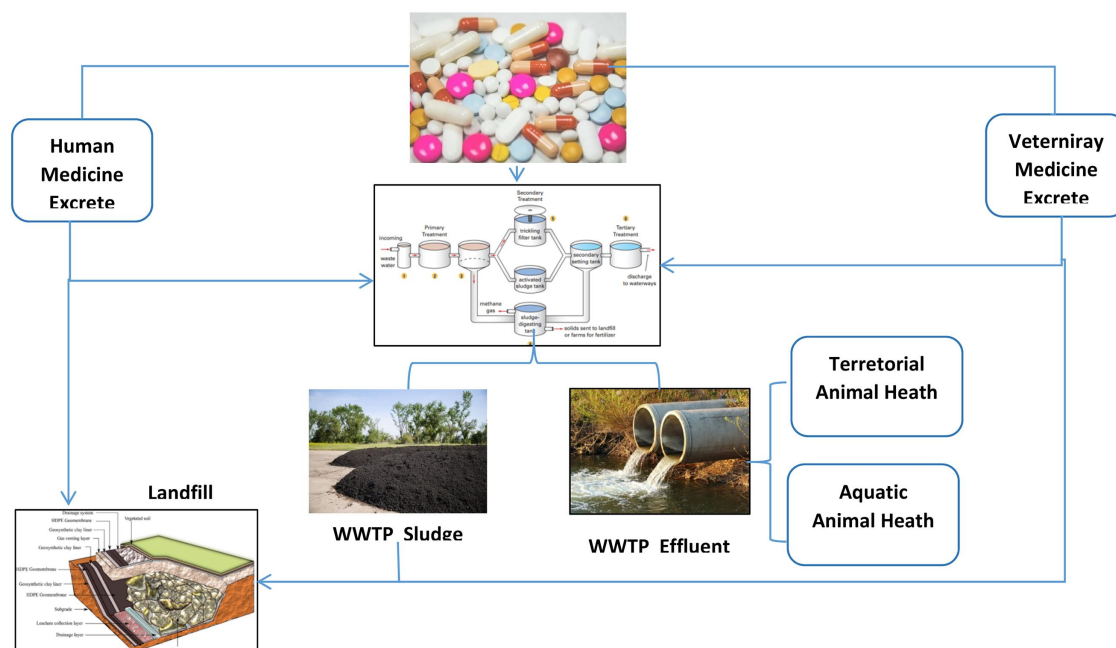 Human
Medicine
Excrete
Veterniray
Medicine
Excrete
Secondary
Treatment
Primary
Treatment
Tertiary
Treatment
incoming
waste
water
trickling
filter tank
activated
sludge tank
secondary
setting tank
discharge
to waterways
methane
gas
sludge-
digesting
tank
solids sent to landfill
or farms for fertilizer
1
2
3
Terretorial
Animal Heath
Aquatic
Animal Heath
WWTP Sludge
WWTP Effluent
Landfill
Drainage system
HDPE Geomembrane
Geosynthetic clay liner
Gas venting layer
Geosynthetic clay liner
HDPE Geomembrane
Geosynthetic clay liner
HDPE Geomembrane
Subgrade
Leachate collection layer
Drainage layer
Vegetated soil